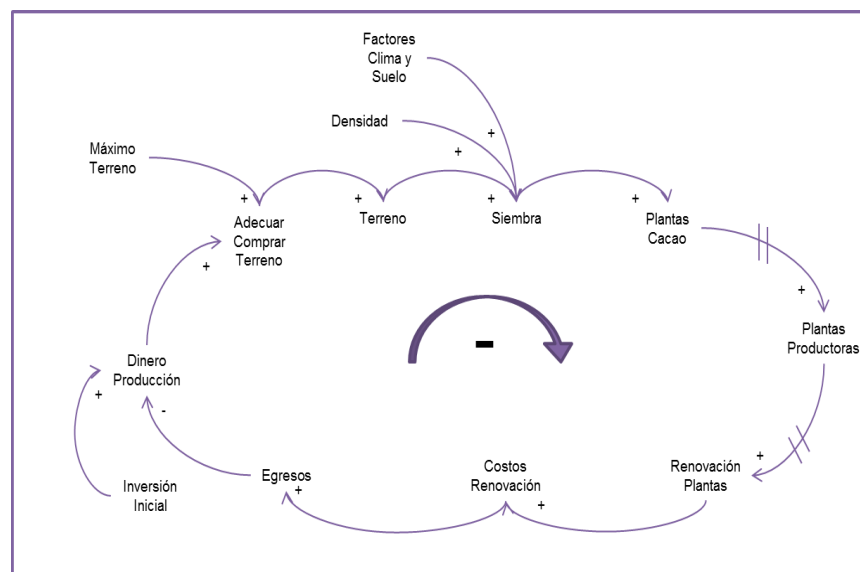 Factores
Clima y
Suelo
Densidad
+
+
Máximo
Terreno
+
+
+
+
Adecuar
Comprar
Terreno
Terreno
Siembra
Plantas
Cacao
+
+
-
Plantas
Productoras
Dinero
Producción
+
-
+
Egresos
+
Costos
Renovación
+
Renovación
Plantas
Inversión
Inicial